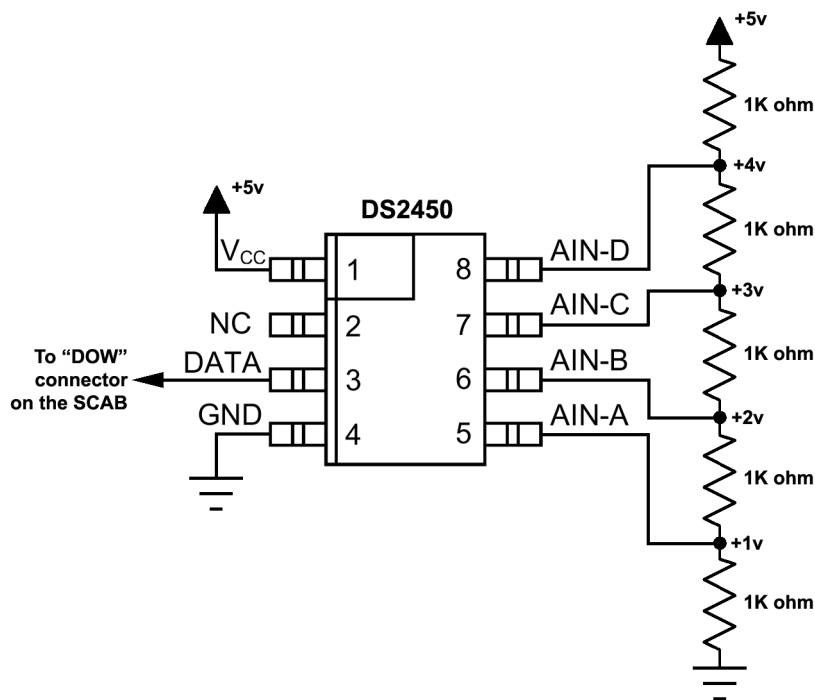 +5v
1K ohm
+4v
1K ohm
+3v
1K ohm
+2v
1K ohm
+1v
1K ohm
DS2450
+5v
VCC
1
8
AIN-D
NC
2
7
AIN-C
To “DOW”
connector
on the SCAB
DATA
3
6
AIN-B
GND
4
5
AIN-A